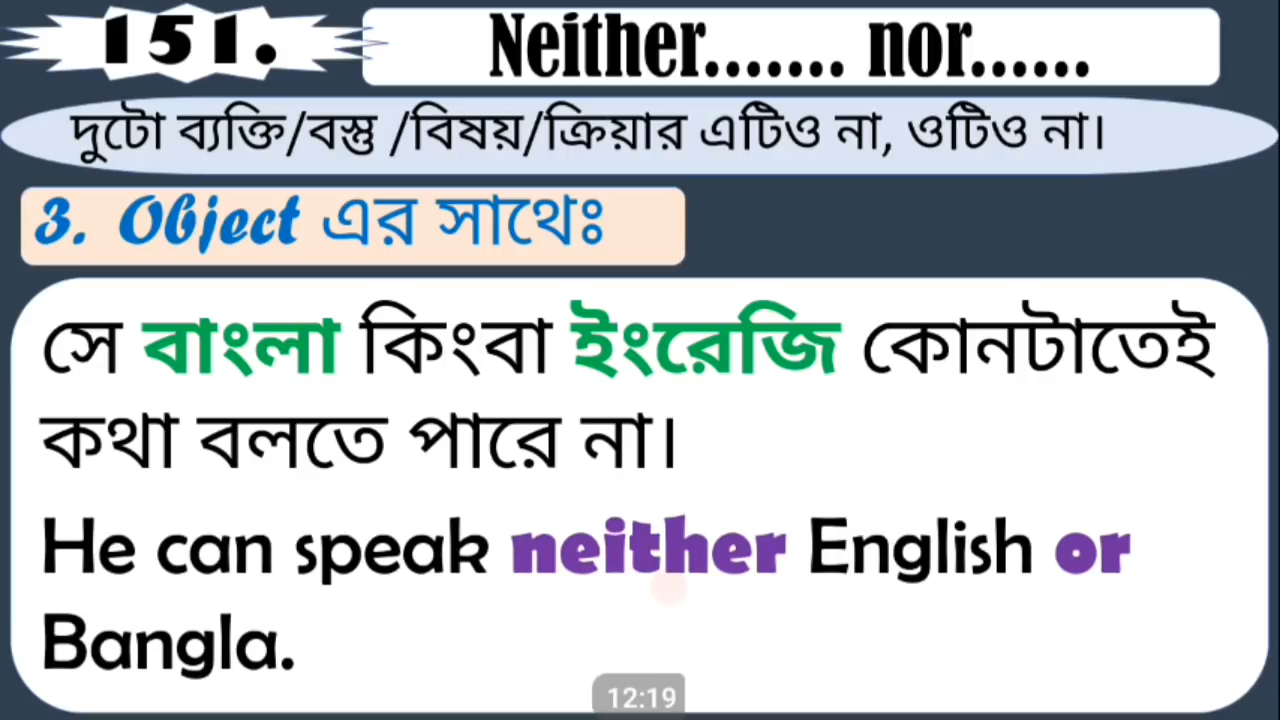 151.
Neither....... nor......
দুটো ব্যক্তি/বস্তু /বিষয়/ক্রিয়ার এটিও না, ওটিও না।
3. Object এর সাথেঃ
সে বাংলা কিংবা ইংরেজি কোনটাতেই
কথা বলতে পারে না।
He can speak neither English or
Bangla.
12:19